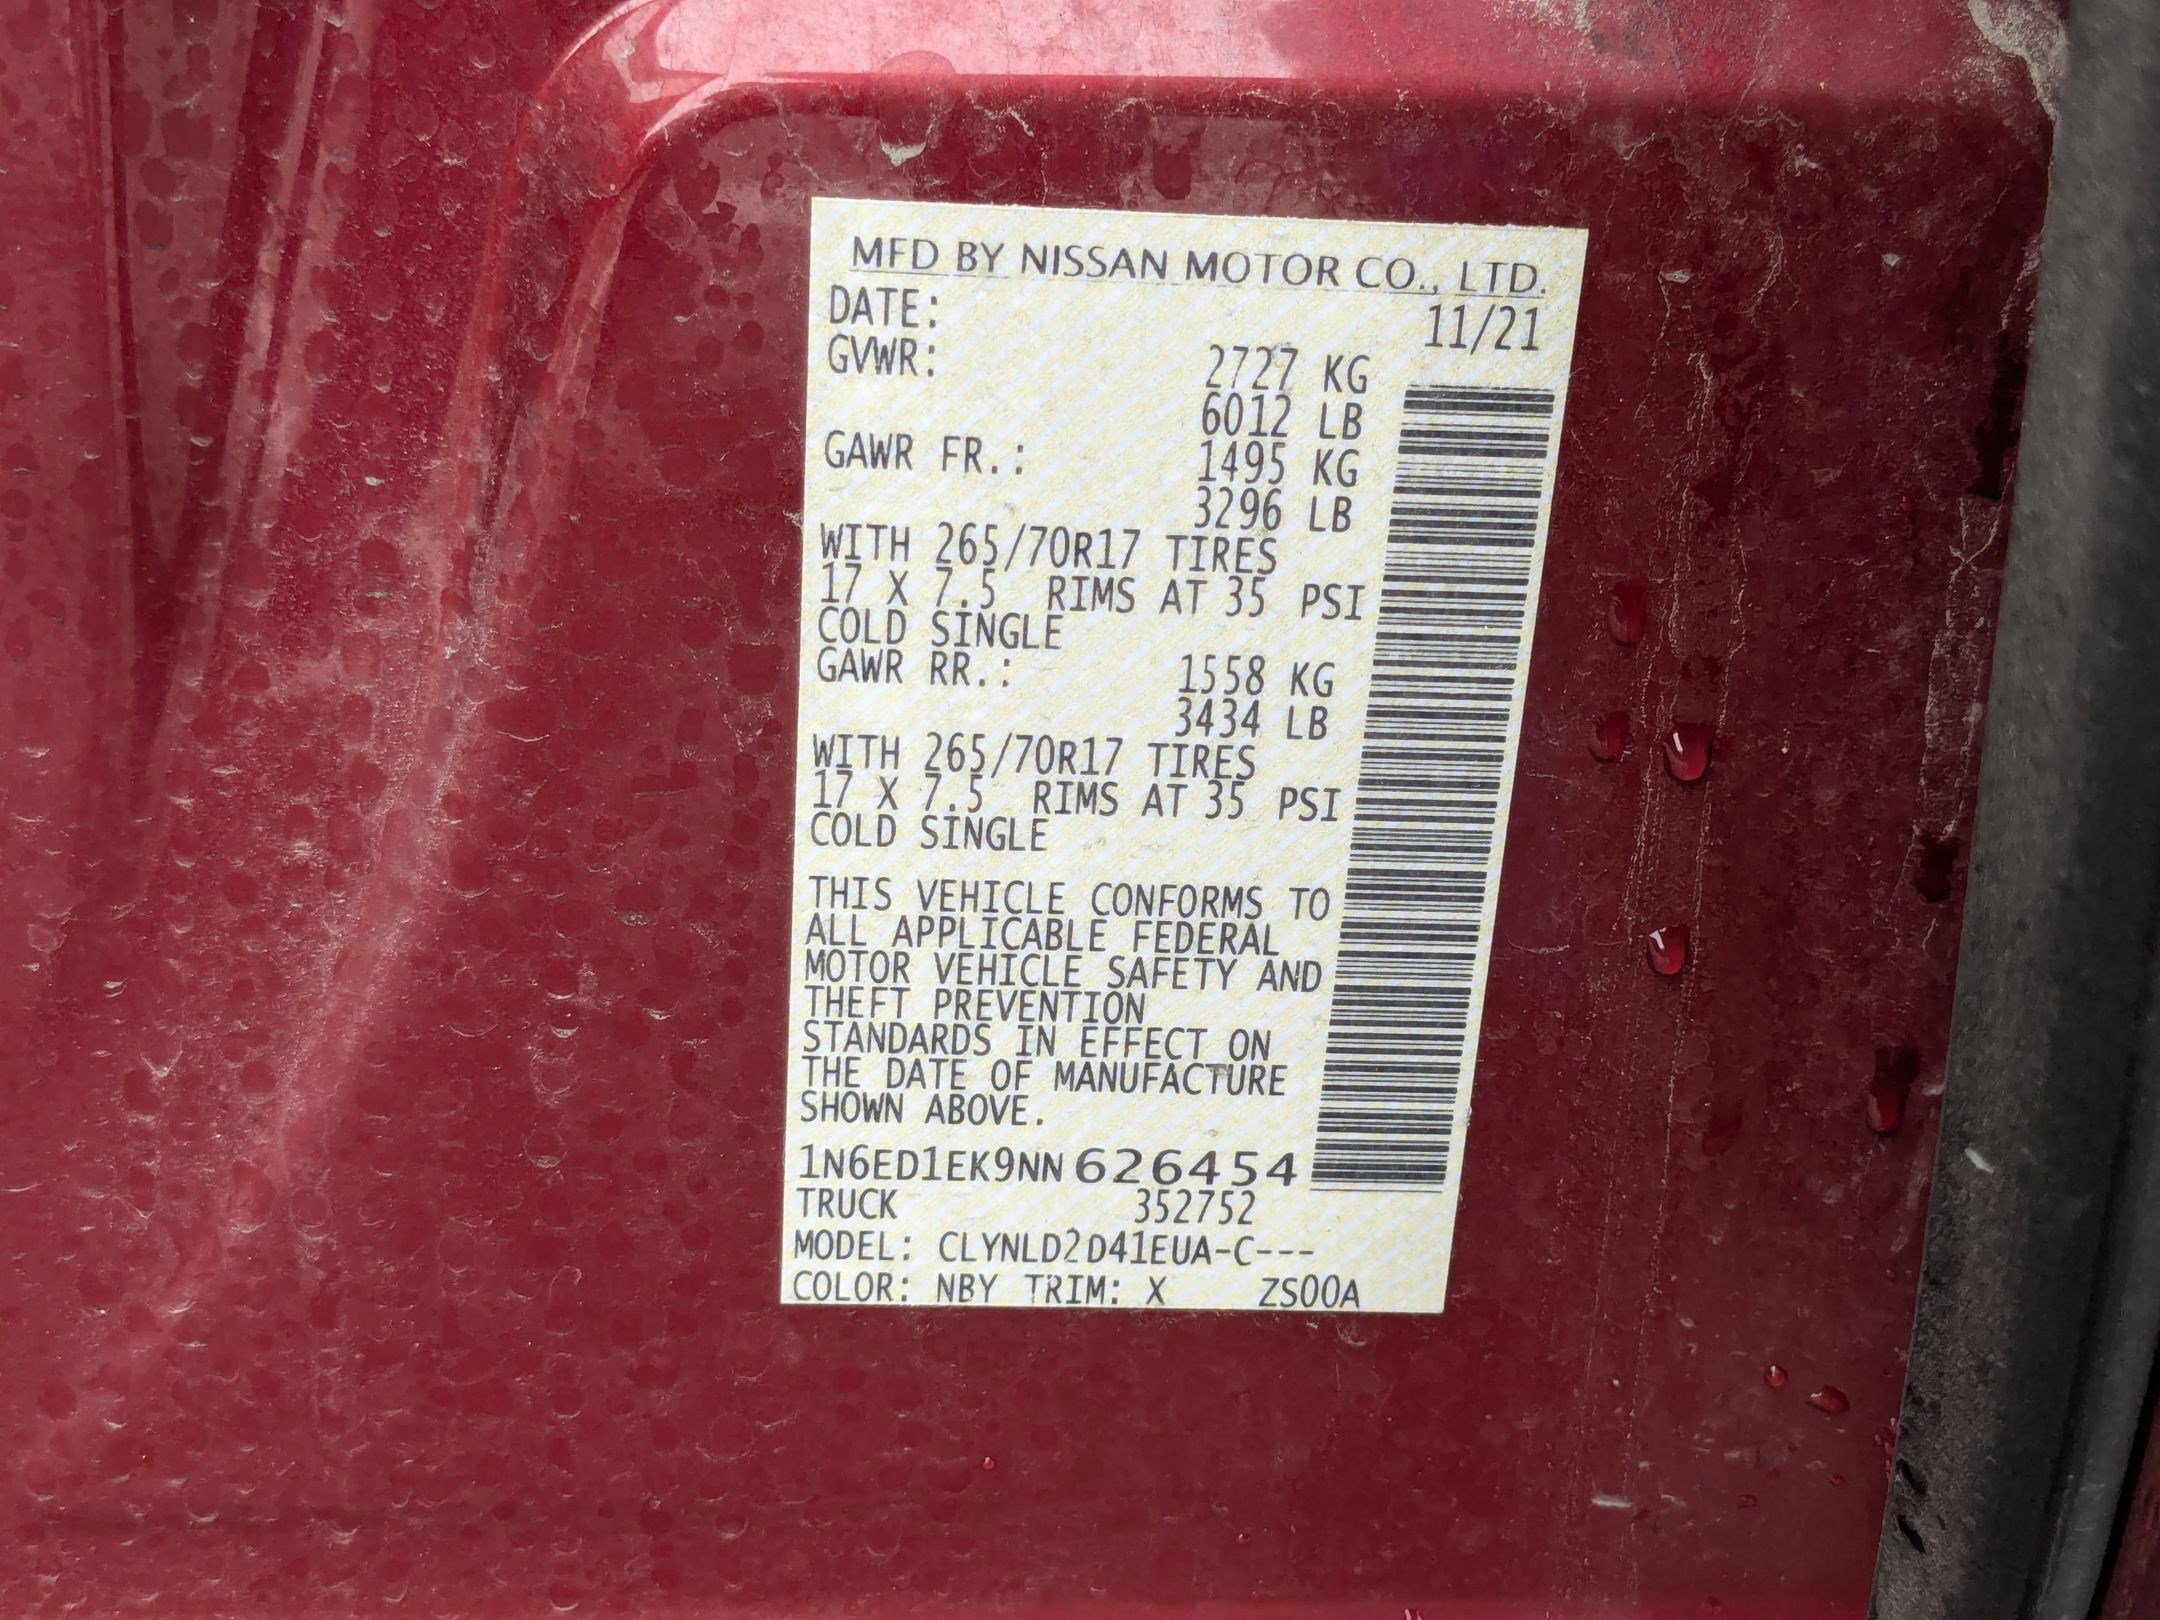 MFD BY NISSAN MOTOR CO., LTD.
DATE: 11/21
GVWR: 2727 KG
6012 LB
GAWR FR.: 1495 KG
3296 LB
WITH 265/70R17 TIRES
17 X 7.5 RIMS AT 35 PSI
COLD SINGLE
GAWR RR.: 1558 KG
3434 LB
WITH 265/70R17 TIRES
17 X 7.5 RIMS AT 35 PSI
COLD SINGLE
THIS VEHICLE CONFORMS TO
ALL APPLICABLE FEDERAL
MOTOR VEHICLE SAFETY AND
THEFT PREVENTION
STANDARDS IN EFFECT ON
THE DATE OF MANUFACTURE
SHOWN ABOVE.
1N6ED1EK9NN626454
TRUCK 352752
MODEL: CLYNLD2D41EUA-C---
COLOR: NBY TRIM: X ZS00A